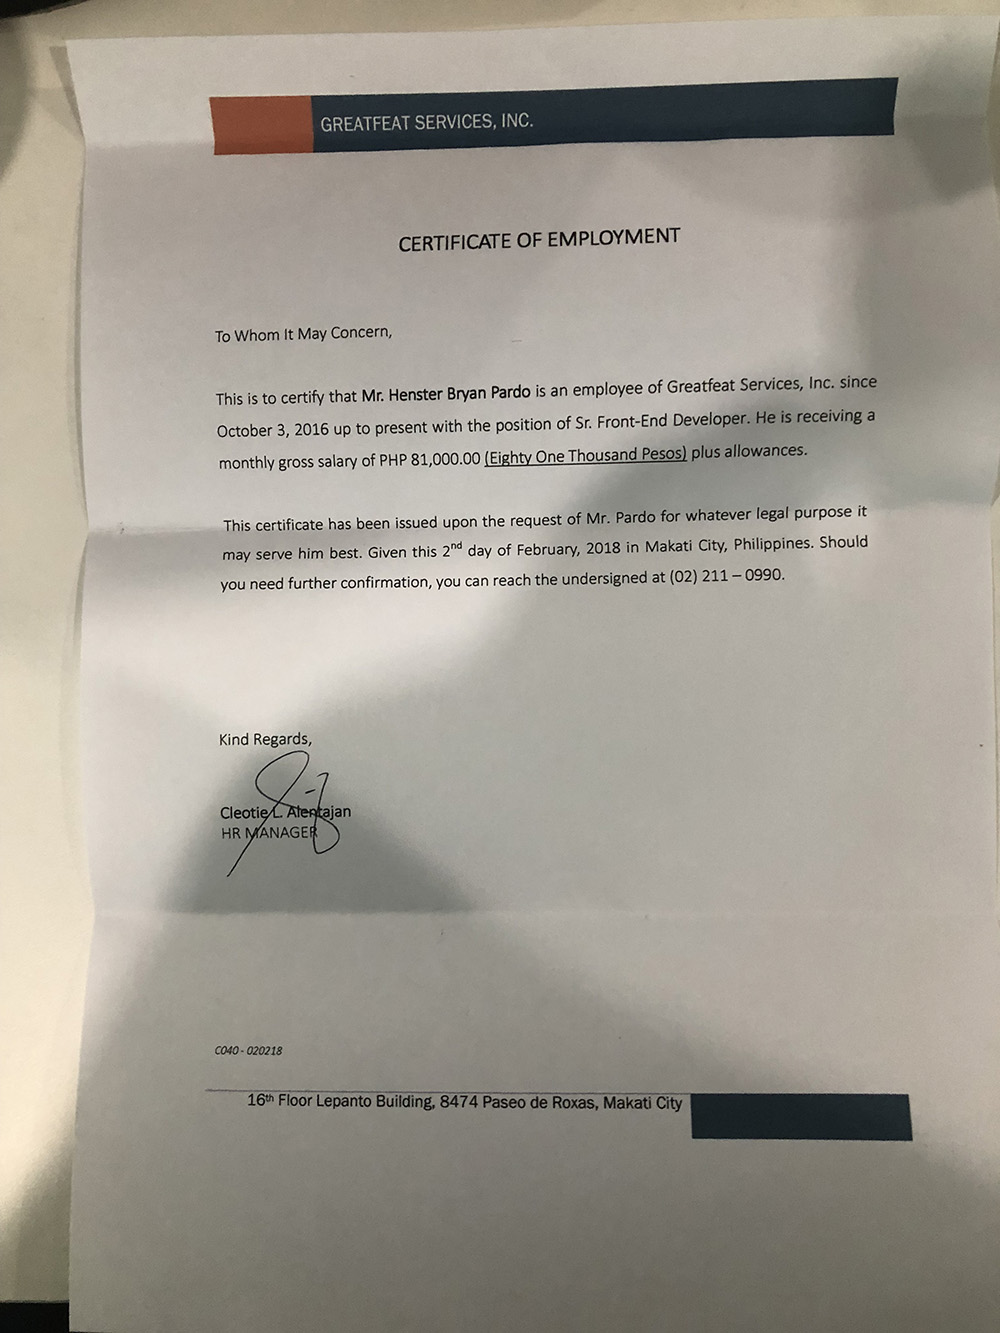 GREATFEAT SERVICES, INC.
CERTIFICATE OF EMPLOYMENT
To Whom It May Concern,
This is to certify that Mr. Henster Bryan Pardo is an employee of Greatfeat Services, Inc. since
October 3, 2016 up to present with the position of Sr. Front-End Developer. He is receiving a
monthly gross salary of PHP 81,000.00 (Eighty One Thousand Pesos) plus allowances.
This certificate has been issued upon the request of Mr. Pardo for whatever legal purpose it
may serve him best. Given this 2nd day of February, 2018 in Makati City, Philippines. Should
you need further confirmation, you can reach the undersigned at (02) 211 – 0990.
Kind Regards,
Cleotie L. Alentajan
HR MANAGER
C040 - 020218
16th Floor Lepanto Building, 8474 Paseo de Roxas, Makati City